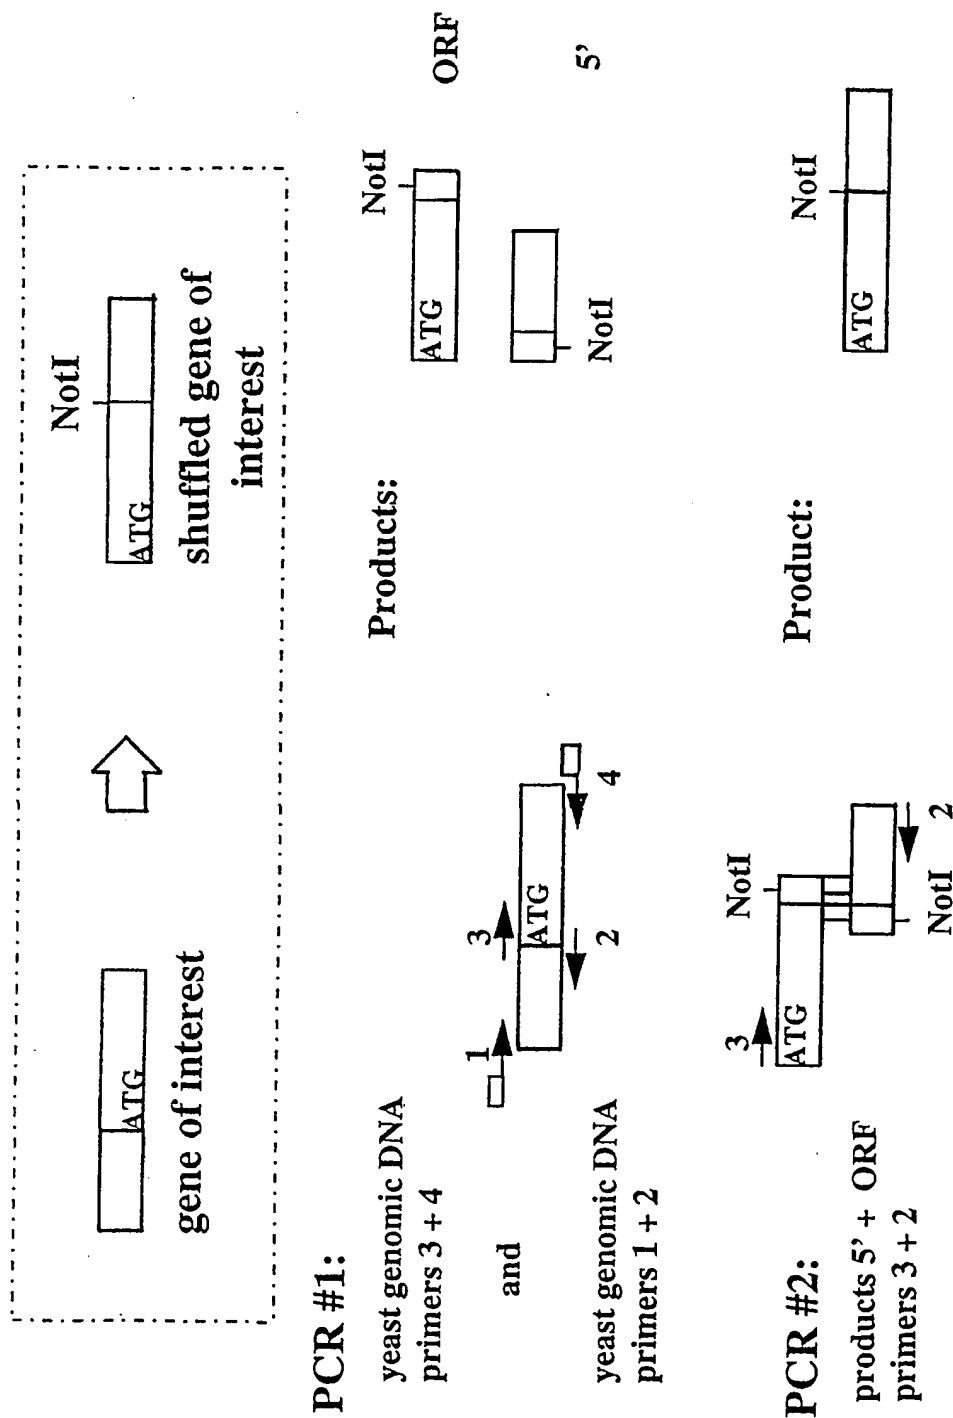 NotI
ATG
ATG
gene of interest
shuffled gene of
interest
PCR #1:
yeast genomic DNA
primers 3 + 4
and
yeast genomic DNA
primers 1 + 2
1
3
ATG
2
4
Products:
NotI
ATG
ORF
NotI
5'
PCR #2:
products 5' + ORF
primers 3 + 2
3
NotI
ATG
NotI
2
Product:
NotI
ATG